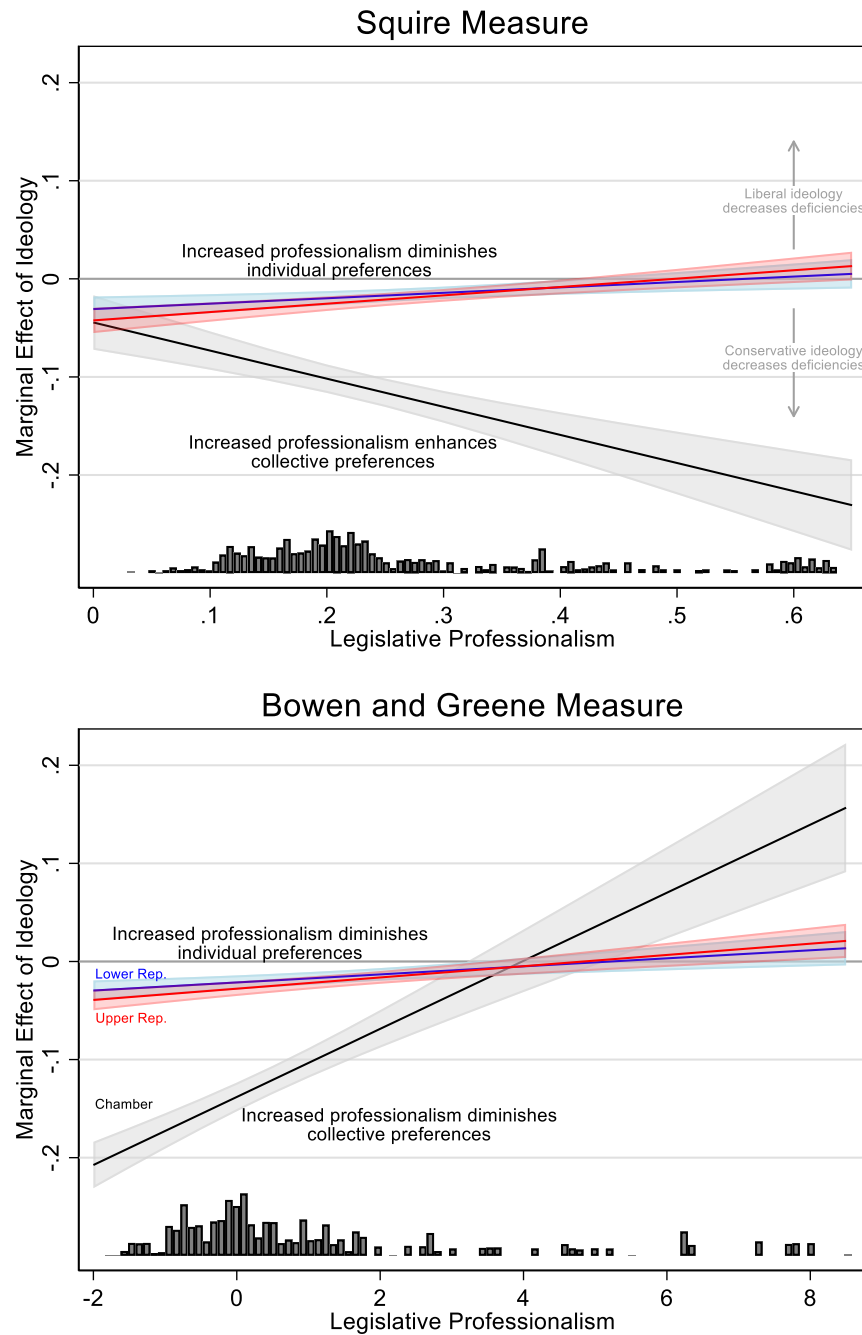 Squire Measure
.2
.1
0
-.1
-.2
Marginal Effect of Ideology
Liberal ideology
decreases deficiencies
Increased professionalism diminishes
individual preferences
Conservative ideology
decreases deficiencies
Increased professionalism enhances
collective preferences
0 .1 .2 .3 .4 .5 .6
Legislative Professionalism
Bowen and Greene Measure
.2
.1
0
-.1
-.2
Marginal Effect of Ideology
Increased professionalism diminishes
individual preferences
Lower Rep.
Upper Rep.
Chamber
Increased professionalism diminishes
collective preferences
-2 0 2 4 6 8
Legislative Professionalism